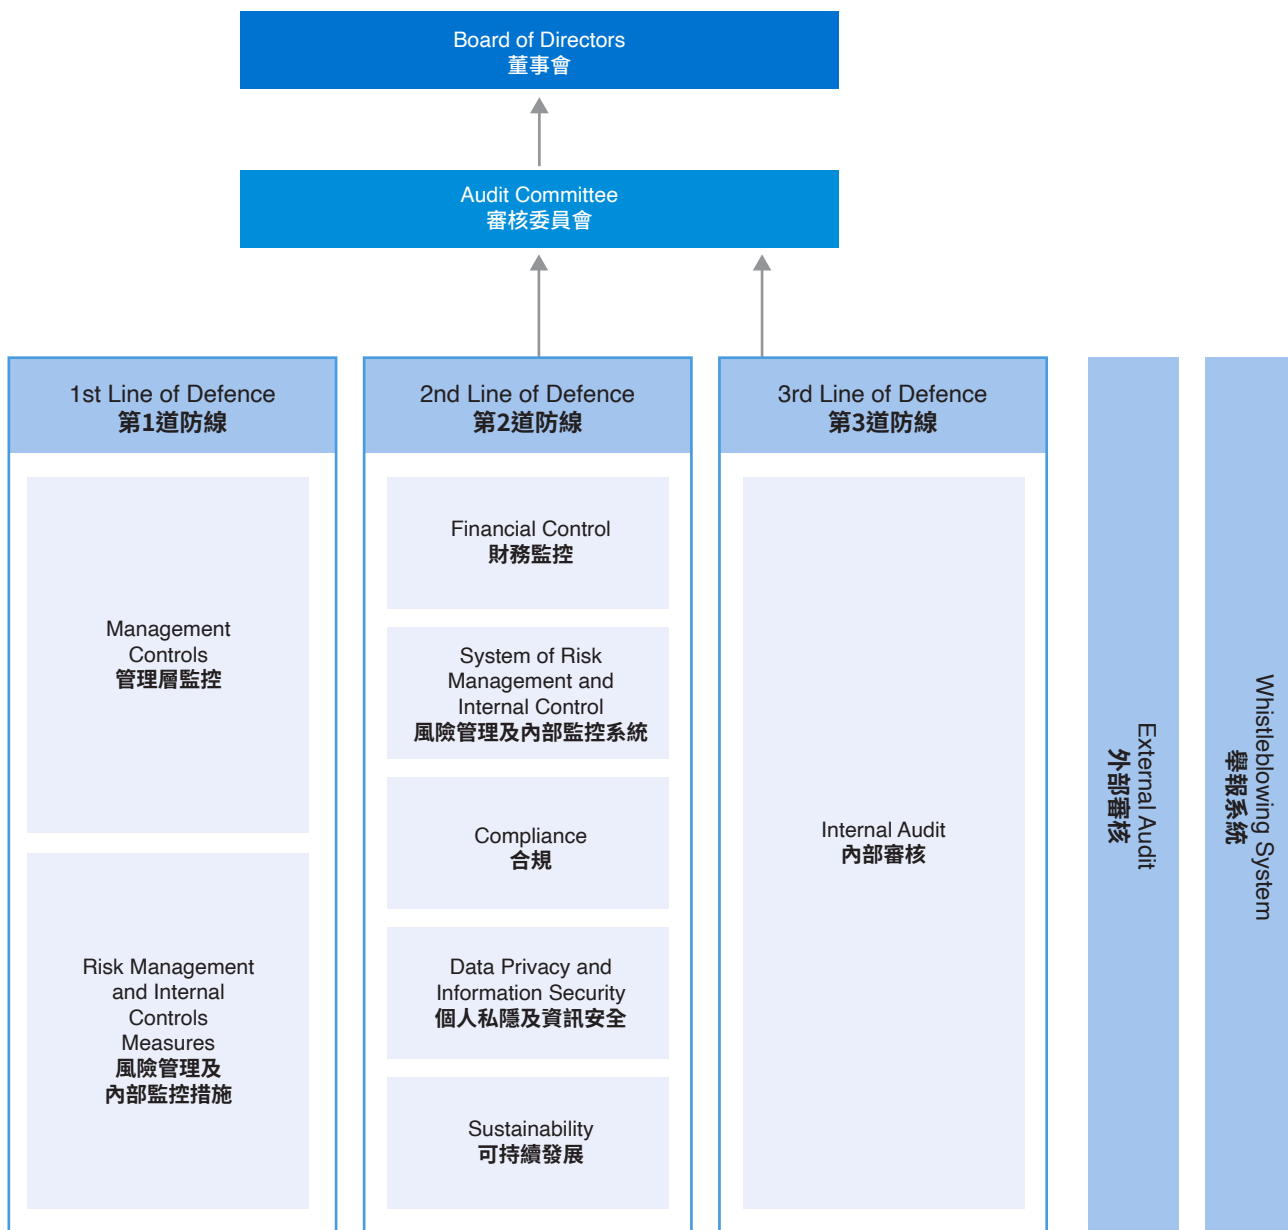 Board of Directors
董事會
Audit Committee
審核委員會
1st Line of Defence
第1道防線
Management
Controls
管理層監控
Risk Management
and Internal
Controls
Measures
風險管理及
內部監控措施
2nd Line of Defence
第2道防線
Financial Control
財務監控
System of Risk
Management and
Internal Control
風險管理及內部監控系統
Compliance
合規
Data Privacy and
Information Security
個人私隱及資訊安全
Sustainability
可持續發展
3rd Line of Defence
第3道防線
Internal Audit
內部審核
External Audit
外部審核
Whistleblowing System
舉報系統